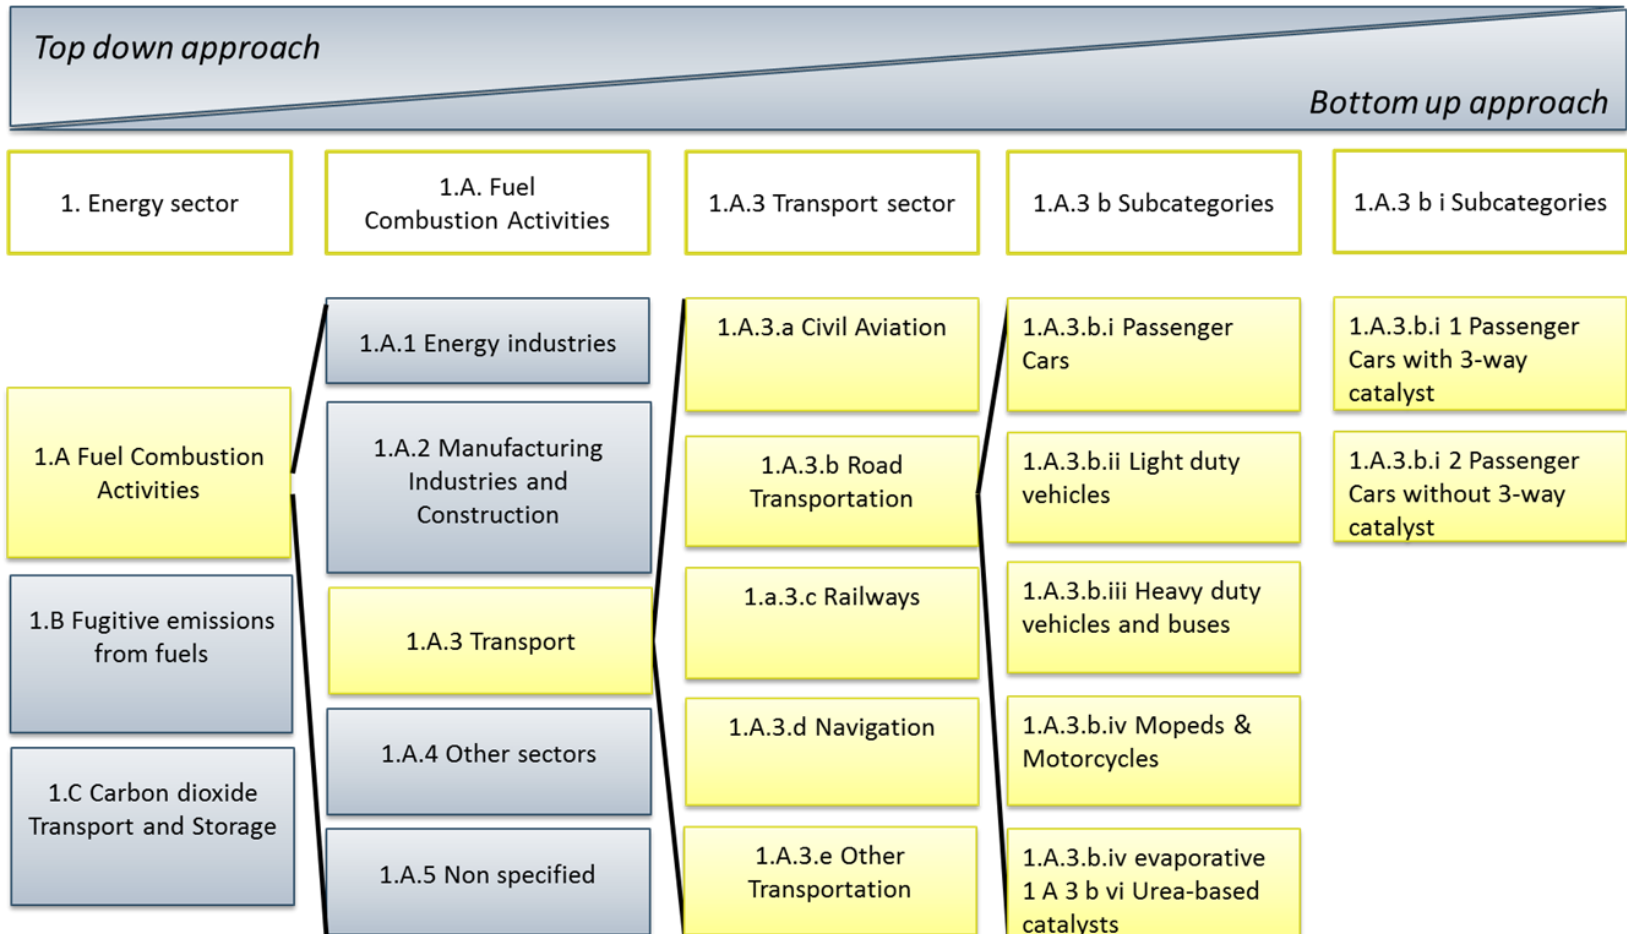 Top down approach
Bottom up approach
1. Energy sector
1.A. Fuel
Combustion Activities
1.A.3 Transport sector
1.A.3 b Subcategories
1.A.3 b i Subcategories
1.A Fuel Combustion
Activities
1.B Fugitive emissions
from fuels
1.C Carbon dioxide
Transport and Storage
1.A.1 Energy industries
1.A.2 Manufacturing
Industries and
Construction
1.A.3 Transport
1.A.4 Other sectors
1.A.5 Non specified
1.A.3.a Civil Aviation
1.A.3.b Road
Transportation
1.a.3.c Railways
1.A.3.d Navigation
1.A.3.e Other
Transportation
1.A.3.b.i Passenger
Cars
1.A.3.b.ii Light duty
vehicles
1.A.3.b.iii Heavy duty
vehicles and buses
1.A.3.b.iv Mopeds &
Motorcycles
1.A.3.b.iv evaporative
1 A 3 b vi Urea-based
catalysts
1.A.3.b.i 1 Passenger
Cars with 3-way
catalyst
1.A.3.b.i 2 Passenger
Cars without 3-way
catalyst